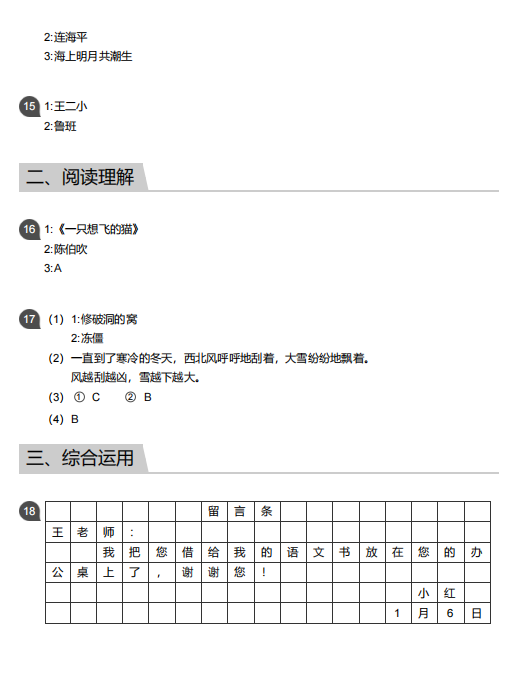 2:连海平
3:海上明月共潮生
15 1:王二小
2:鲁班
二、阅读理解
16 1:《一只想飞的猫》
2:陈伯吹
3:A
17 (1) 1:修破洞的窝
2:冻僵
(2) 一直到了寒冷的冬天，西北风呼呼地刮着，大雪纷纷地飘着。
风越刮越凶，雪越下越大。
(3) ① C ② B
(4) B
三、综合运用
18 留言条
王老师：
我把您借给我的语文书放在您的办
公桌上了，谢谢您！
小红
1月6日